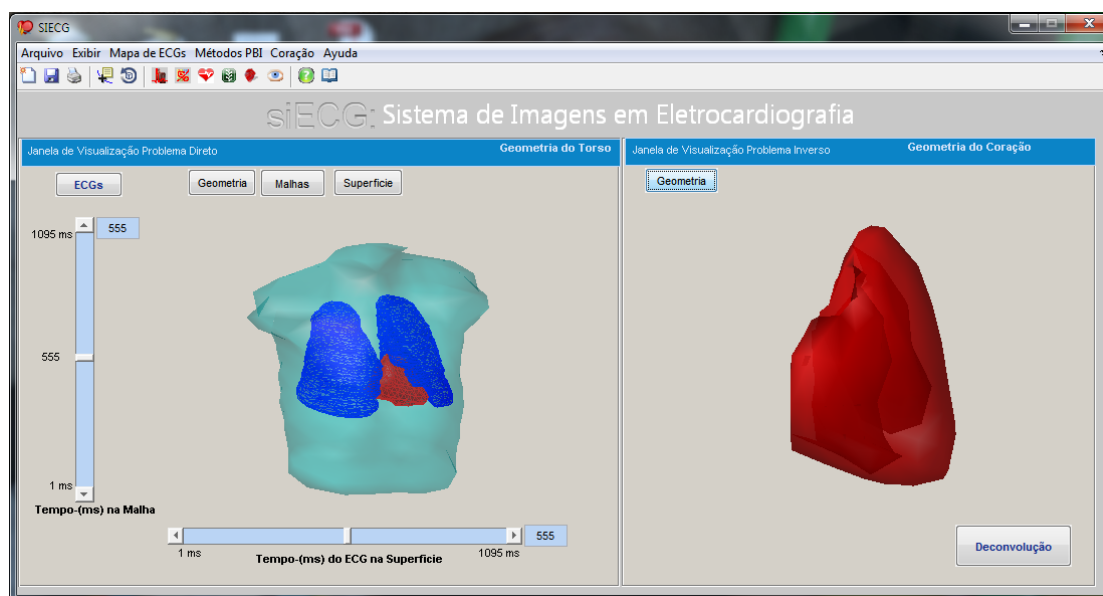 SIECG
Arquivo Exibir Mapa de ECGs Métodos PBI Coração Ayuda
siECG: Sistema de Imagens em Eletrocardiografia
Janela de Visualização Problema Direto Geometria do Torso
ECGs Geometria Malhas Superficie
1095 ms 555
555
1 ms
Tempo-(ms) na Malha
555
1 ms 1095 ms
Tempo-(ms) do ECG na Superficie
Janela de Visualização Problema Inverso Geometria do Coração
Geometria
Deconvolução